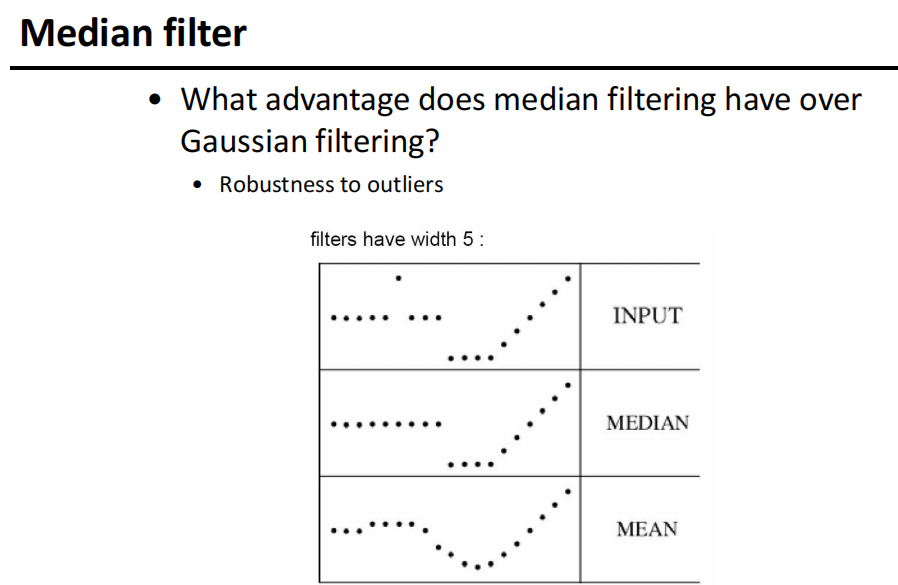 Median filter
• What advantage does median filtering have over
Gaussian filtering?
• Robustness to outliers
filters have width 5 :
INPUT
MEDIAN
MEAN